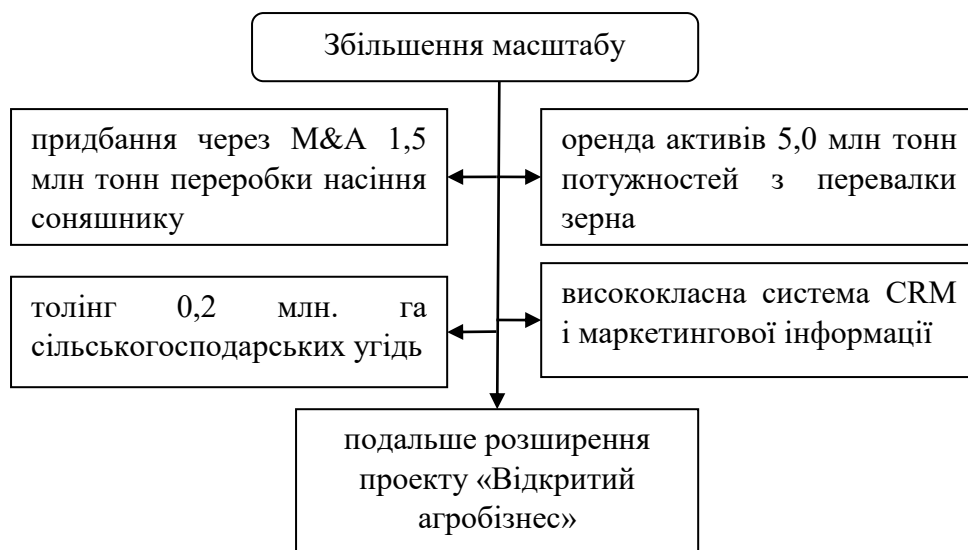 Збільшення масштабу
придбання через M&A 1,5
млн тонн переробки насіння
соняшнику
оренда активів 5,0 млн тонн
потужностей з перевалки
зерна
толінг 0,2 млн. га
сільськогосподарських угідь
висококласна система CRM
і маркетингової інформації
подальше розширення
проекту «Відкритий
агробізнес»